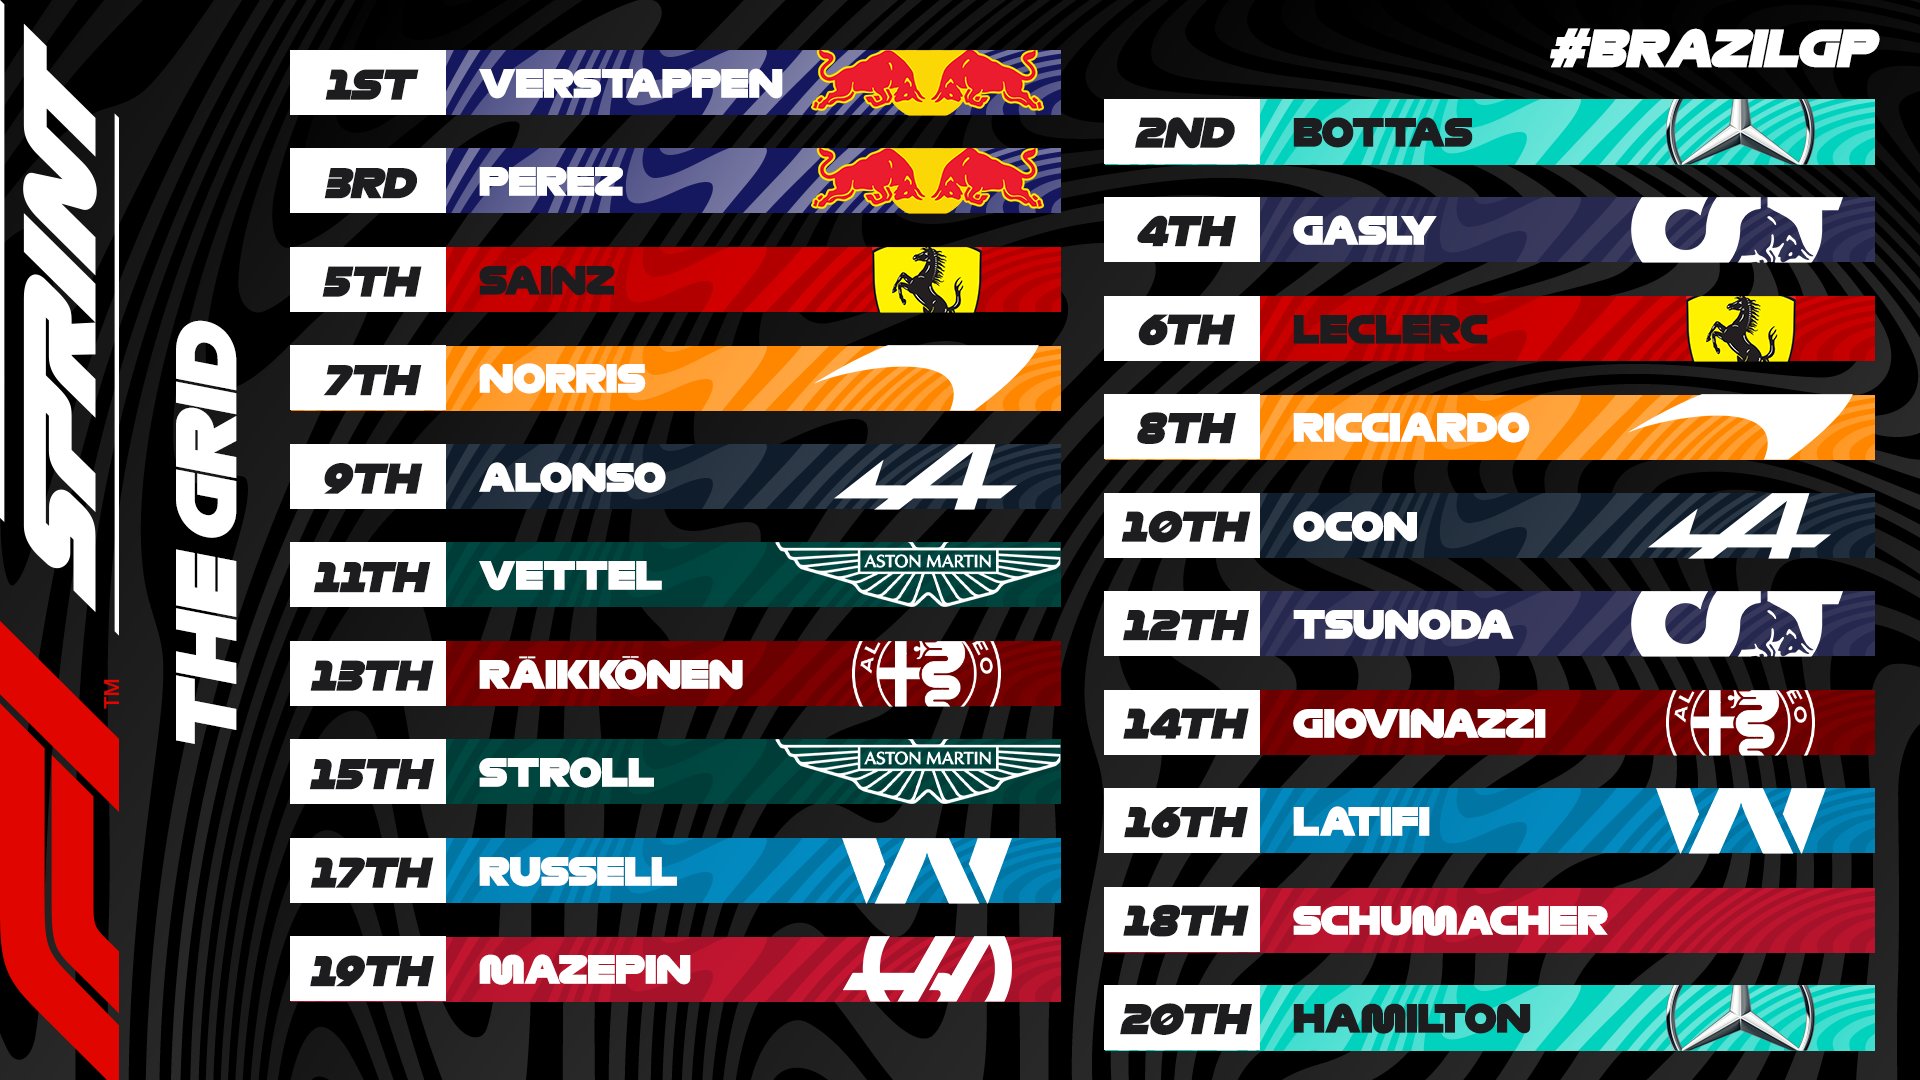 #BRAZILGP
F1 SPRINT
TM
THE GRID
1ST VERSTAPPEN
2ND BOTTAS
3RD PEREZ
4TH GASLY
5TH SAINZ
6TH LECLERC
7TH NORRIS
8TH RICCIARDO
9TH ALONSO
10TH OCON
11TH VETTEL ASTON MARTIN
12TH TSUNODA
13TH RÄIKKÖNEN
14TH GIOVINAZZI
15TH STROLL ASTON MARTIN
16TH LATIFI
17TH RUSSELL
18TH SCHUMACHER
19TH MAZEPIN
20TH HAMILTON